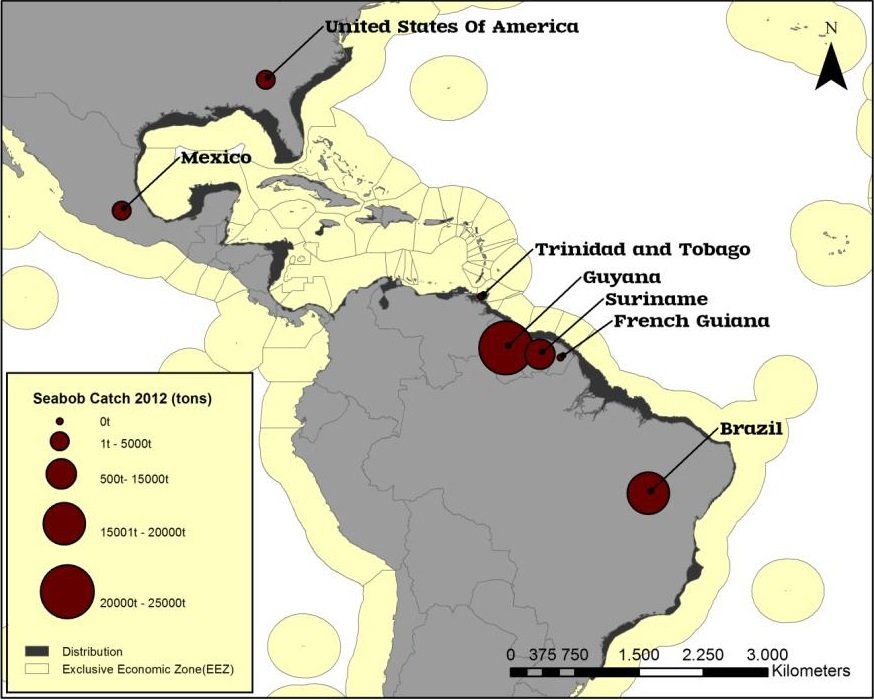 United States Of America
N
Mexico
Trinidad and Tobago
Guyana
Suriname
French Guiana
Brazil
Seabob Catch 2012 (tons)
0t
1t - 5000t
500t- 15000t
15001t - 20000t
20000t - 25000t
Distribution
Exclusive Economic Zone(EEZ)
0 375 750 1.500 2.250 3.000
Kilometers